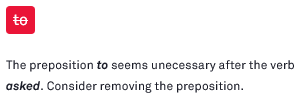 to
The preposition to seems unecessary after the verb
asked. Consider removing the preposition.